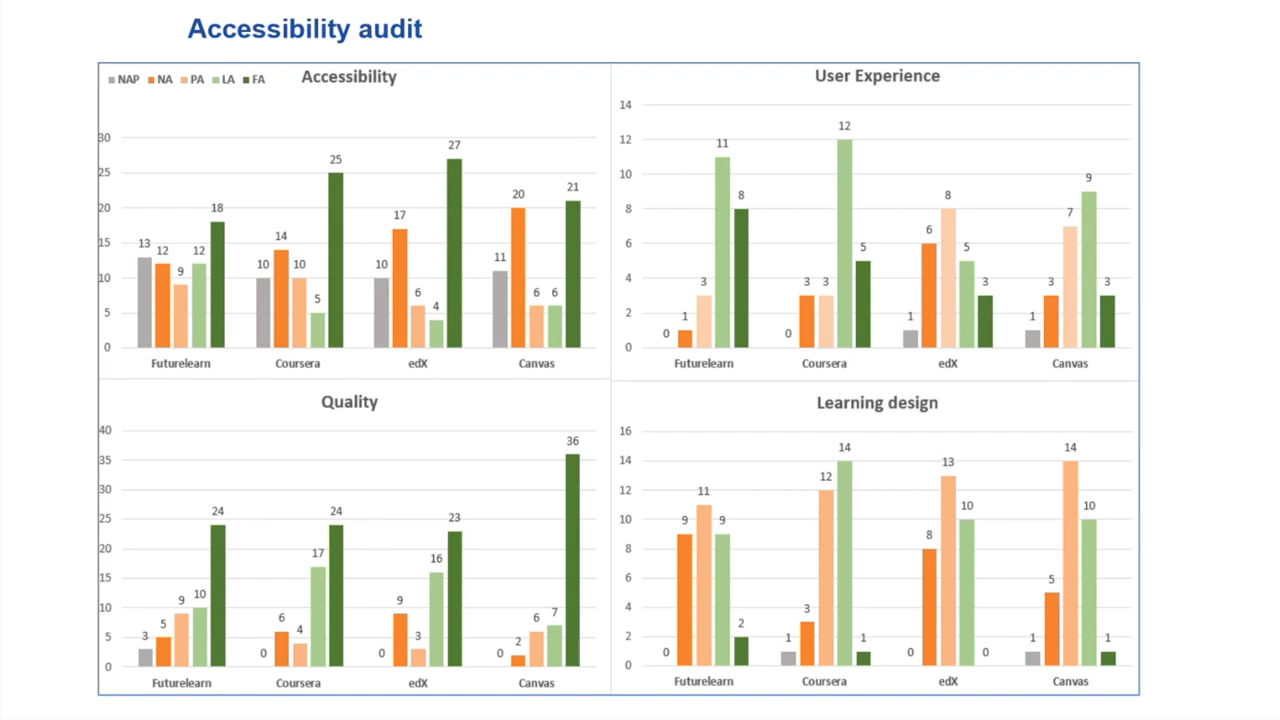 Accessibility audit
NAP NA PA LA FA
Accessibility
30
25
20
15
10
5
0
13 12 9 12 18
10 14 10 5 25
10 17 6 4 27
11 20 6 6 21
Futurelearn Coursera edX Canvas
User Experience
14
12
10
8
6
4
2
0
0 1 3 11 8
0 3 3 12 5
1 6 8 5 3
1 3 7 9 3
Futurelearn Coursera edX Canvas
Quality
40
35
30
25
20
15
10
5
0
3 5 9 10 24
0 6 4 17 24
0 9 3 16 23
0 2 6 7 36
Futurelearn Coursera edX Canvas
Learning design
16
14
12
10
8
6
4
2
0
0 9 11 9 2
1 3 12 14 1
0 8 13 10 0
1 5 14 10 1
Futurelearn Coursera edX Canvas